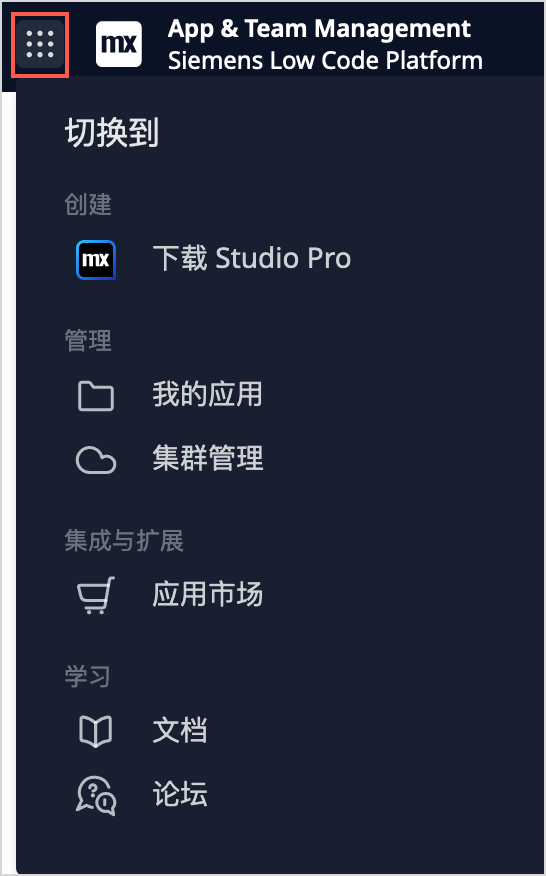 mx
App & Team Management
Siemens Low Code Platform
切换到
创建
mx
下载 Studio Pro
管理
我的应用
集群管理
集成与扩展
应用市场
学习
文档
论坛